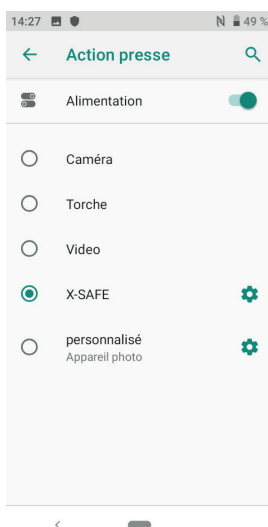 14:27 49 %
Action presse
Alimentation
Caméra
Torche
Video
X-SAFE
personnalisé
Appareil photo